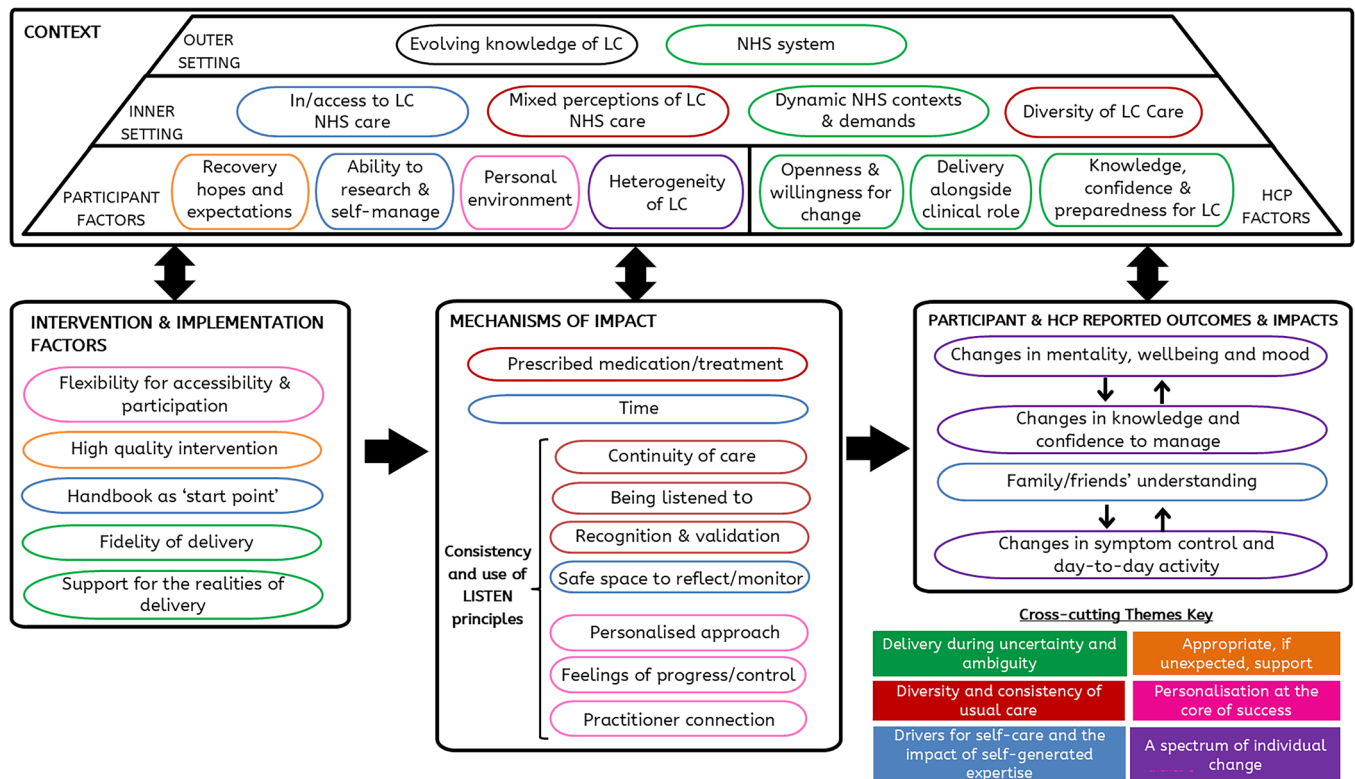 CONTEXT
OUTER
SETTING
Evolving knowledge of LC
NHS system
INNER
SETTING
In/access to LC
NHS care
Mixed perceptions of LC
NHS care
Dynamic NHS contexts
& demands
Diversity of LC Care
PARTICIPANT
FACTORS
Recovery
hopes and
expectations
Ability to
research &
self-manage
Personal
environment
Heterogeneity
of LC
Openness &
willingness for
change
Delivery
alongside
clinical role
Knowledge,
confidence &
preparedness for LC
HCP
FACTORS
INTERVENTION & IMPLEMENTATION
FACTORS
Flexibility for accessibility &
participation
High quality intervention
Handbook as ‘start point’
Fidelity of delivery
Support for the realities of
delivery
MECHANISMS OF IMPACT
Prescribed medication/treatment
Time
Consistency
and use of
LISTEN
principles
Continuity of care
Being listened to
Recognition & validation
Safe space to reflect/monitor
Personalised approach
Feelings of progress/control
Practitioner connection
PARTICIPANT & HCP REPORTED OUTCOMES & IMPACTS
Changes in mentality, wellbeing and mood
Changes in knowledge and
confidence to manage
Family/friends’ understanding
Changes in symptom control and
day-to-day activity
Cross-cutting Themes Key
Delivery during uncertainty and
ambiguity
Appropriate, if
unexpected, support
Diversity and consistency of
usual care
Personalisation at the
core of success
Drivers for self-care and the
impact of self-generated
expertise
A spectrum of individual
change